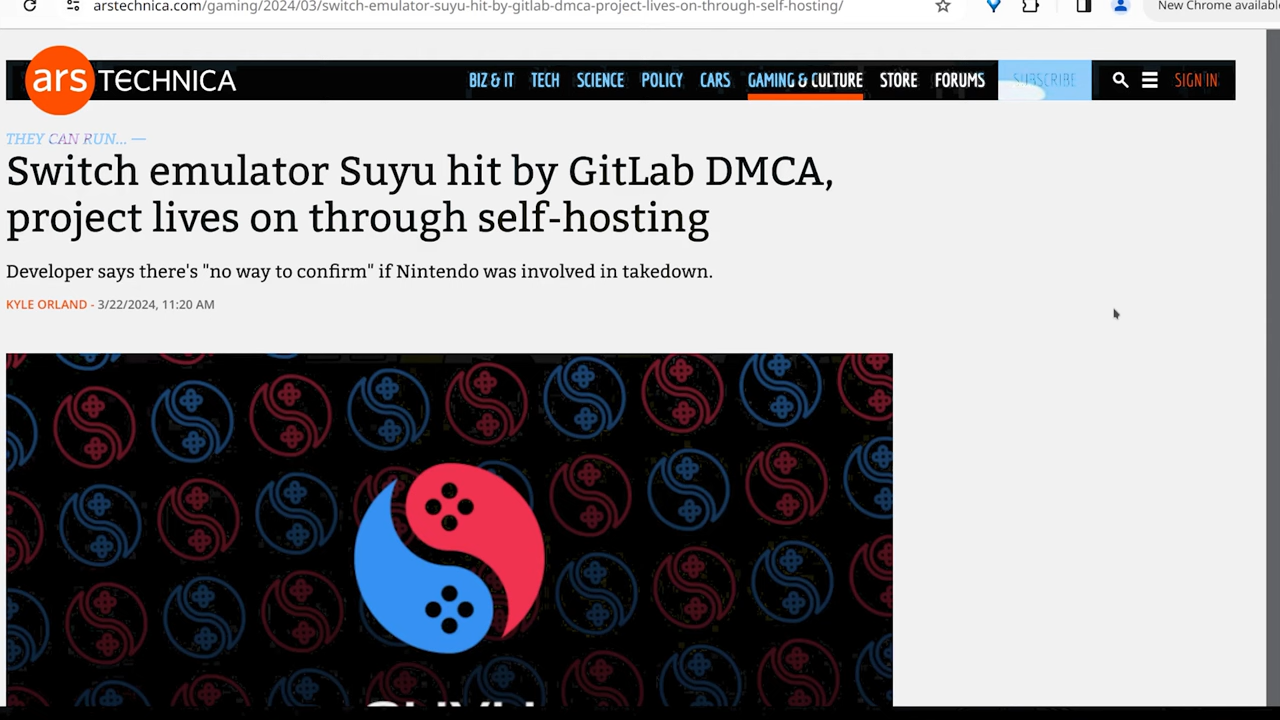 arstechnica.com/gaming/2024/03/switch-emulator-suyu-hit-by-gitlab-dmca-project-lives-on-through-self-hosting/
New Chrome available
ars TECHNICA
BIZ & IT TECH SCIENCE POLICY CARS GAMING & CULTURE STORE FORUMS SUBSCRIBE SIGN IN
THEY CAN RUN... —
Switch emulator Suyu hit by GitLab DMCA,
project lives on through self-hosting
Developer says there's "no way to confirm" if Nintendo was involved in takedown.
KYLE ORLAND - 3/22/2024, 11:20 AM